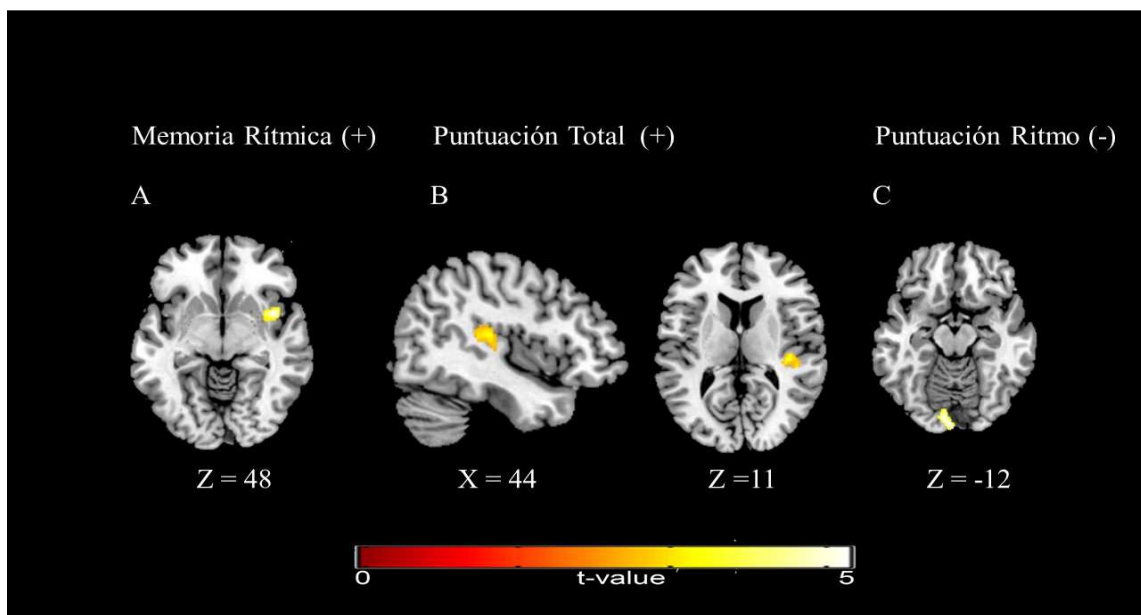 Memoria Rítmica (+)
Puntuación Total (+)
Puntuación Ritmo (-)
A
B
C
Z = 48
X = 44
Z =11
Z = -12
0
t-value
5